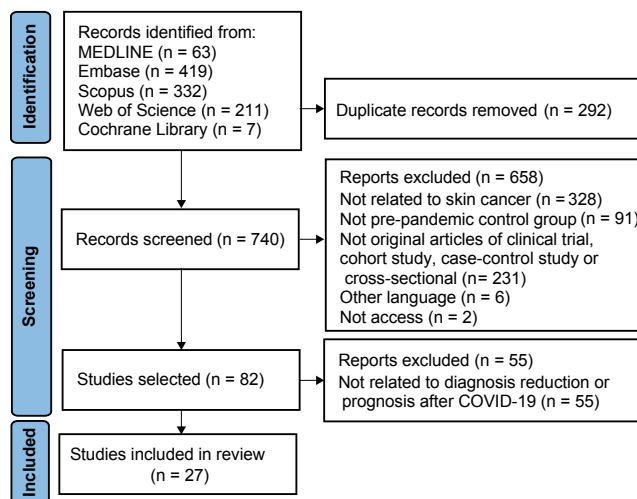 Identification
Records identified from:
MEDLINE (n = 63)
Embase (n = 419)
Scopus (n = 332)
Web of Science (n = 211)
Cochrane Library (n = 7)
Duplicate records removed (n = 292)
Screening
Records screened (n = 740)
Reports excluded (n = 658)
Not related to skin cancer (n = 328)
Not pre-pandemic control group (n = 91)
Not original articles of clinical trial,
cohort study, case-control study or
cross-sectional (n = 231)
Other language (n = 6)
Not access (n = 2)
Studies selected (n = 82)
Reports excluded (n = 55)
Not related to diagnosis reduction or
prognosis after COVID-19 (n = 55)
Included
Studies included in review
(n = 27)